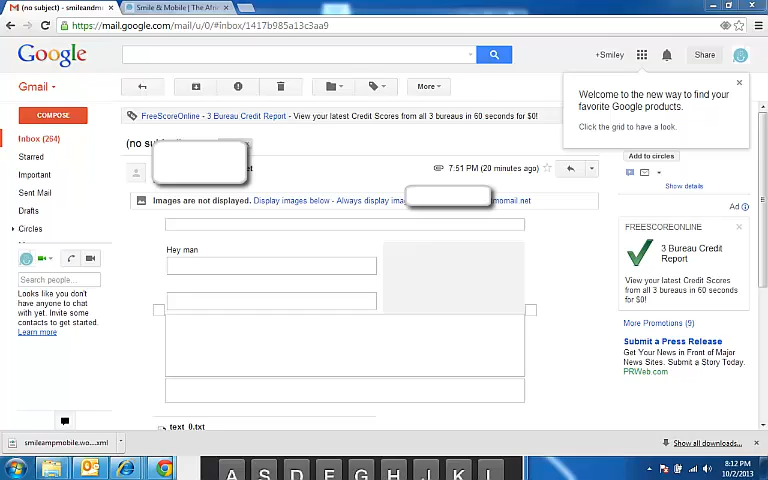 (no subject) - smileandm
Smile & Mobile | The Afri
https://mail.google.com/mail/u/0/#inbox/1417b985a13c3aa9
Google
+Smiley
Share
Gmail
More
Welcome to the new way to find your
favorite Google products.
Click the grid to have a look.
COMPOSE
FreeScoreOnline - 3 Bureau Credit Report - View your latest Credit Scores from all 3 bureaus in 60 seconds for $0!
Inbox (264)
Starred
Important
Sent Mail
Drafts
Circles
(no su
et
7:51 PM (20 minutes ago)
Add to circles
Show details
Images are not displayed. Display images below - Always display ima
momail net
Ad
Hey man
FREESCOREONLINE
3 Bureau Credit
Report
View your latest Credit Scores
from all 3 bureaus in 60 seconds
for $0!
Search people...
Looks like you don't
have anyone to chat
with yet. Invite some
contacts to get started.
Learn more
More Promotions (9)
Submit a Press Release
Get Your News in Front of Major
News Sites. Submit a Story Today.
PRWeb.com
text_0.txt
smileampmobile.wo....xml
Show all downloads...
A S D F G H J K L
8:12 PM
10/2/2013